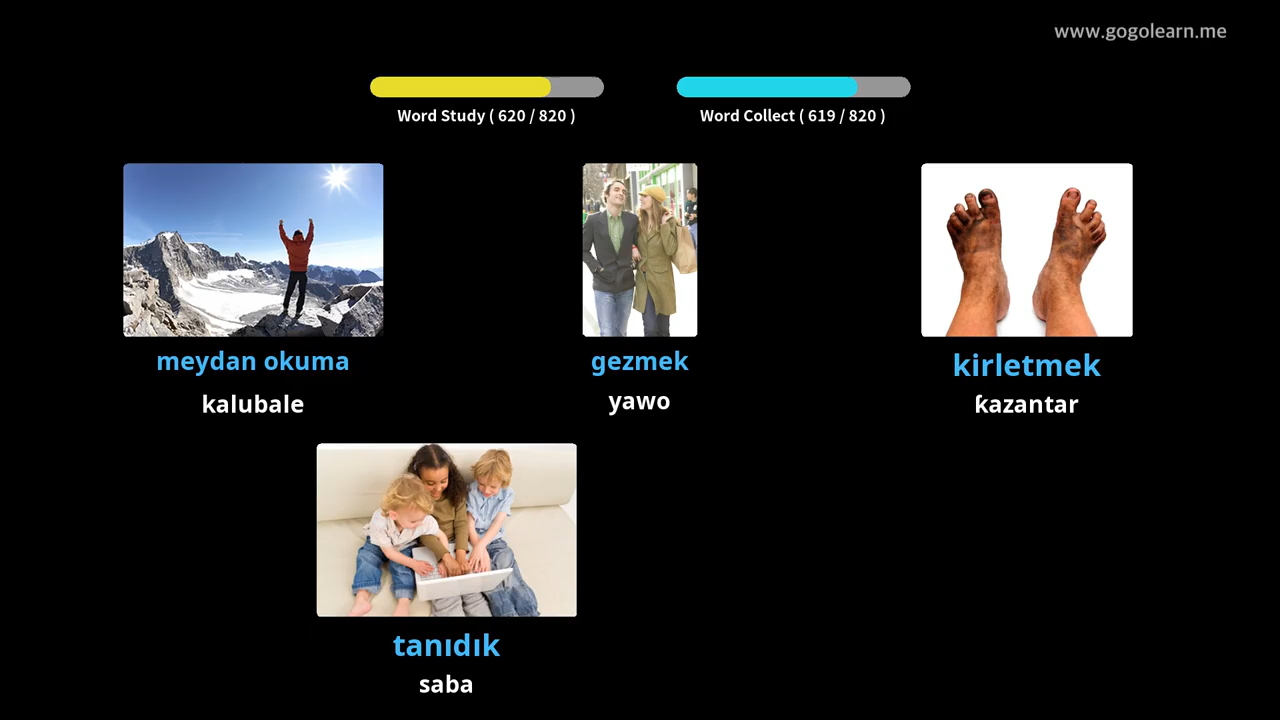 www.gogolearn.me
Word Study ( 620 / 820 )
Word Collect ( 619 / 820 )
meydan okuma
gezmek
kirletmek
kalubale
yawo
ƙazantar
tanıdık
saba